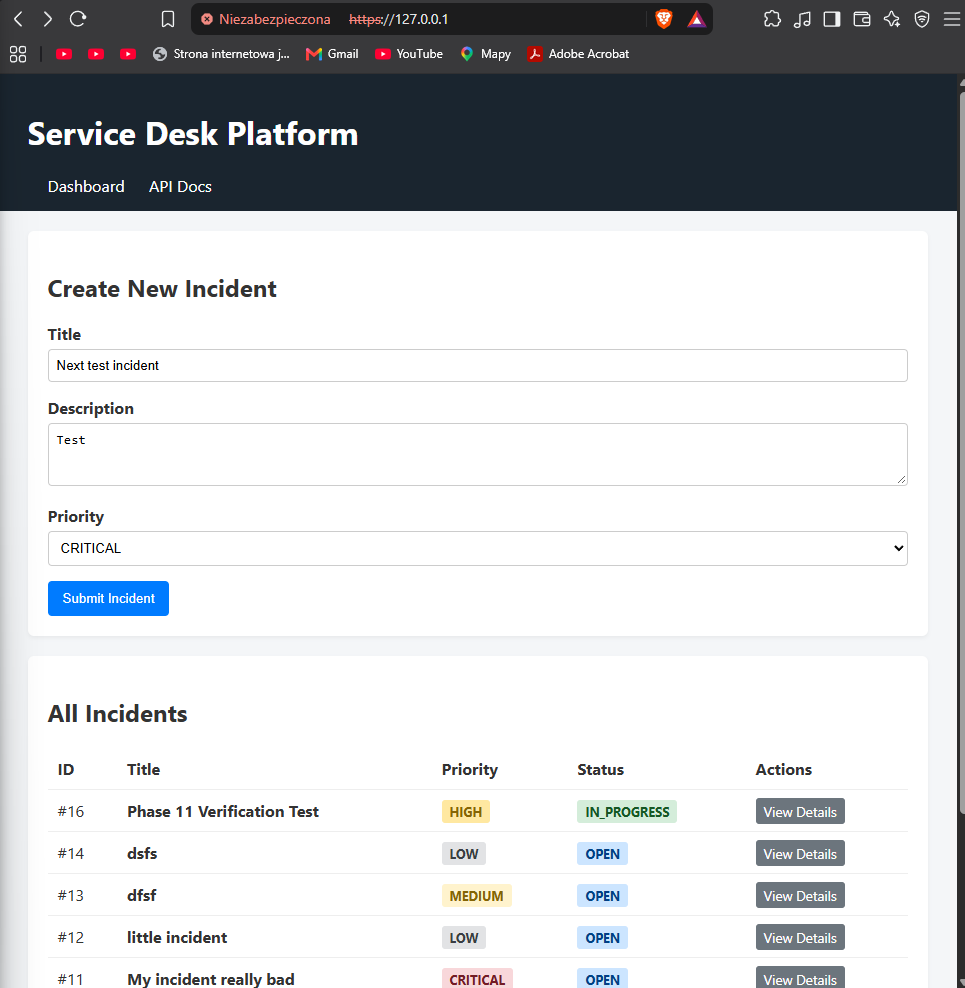 Niezabezpieczona https://127.0.0.1
Strona internetowa j... Gmail YouTube Mapy Adobe Acrobat
Service Desk Platform
Dashboard API Docs
Create New Incident
Title
Next test incident
Description
Test
Priority
CRITICAL
Submit Incident
All Incidents
ID Title Priority Status Actions
#16 Phase 11 Verification Test HIGH IN_PROGRESS View Details
#14 dsfs LOW OPEN View Details
#13 dfsf MEDIUM OPEN View Details
#12 little incident LOW OPEN View Details
#11 My incident really bad CRITICAL OPEN View Details